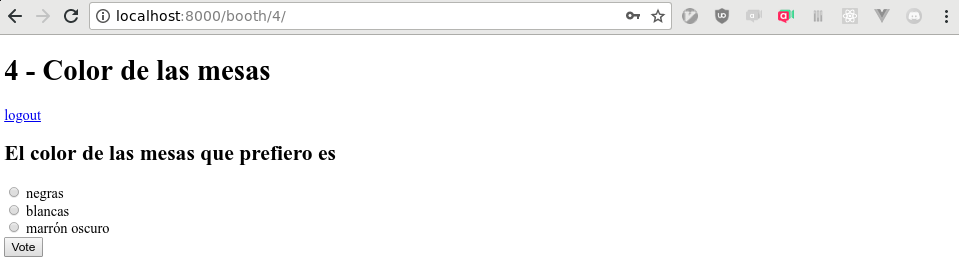 localhost:8000/booth/4/
4 - Color de las mesas
logout
El color de las mesas que prefiero es
negras
blancas
marrón oscuro
Vote